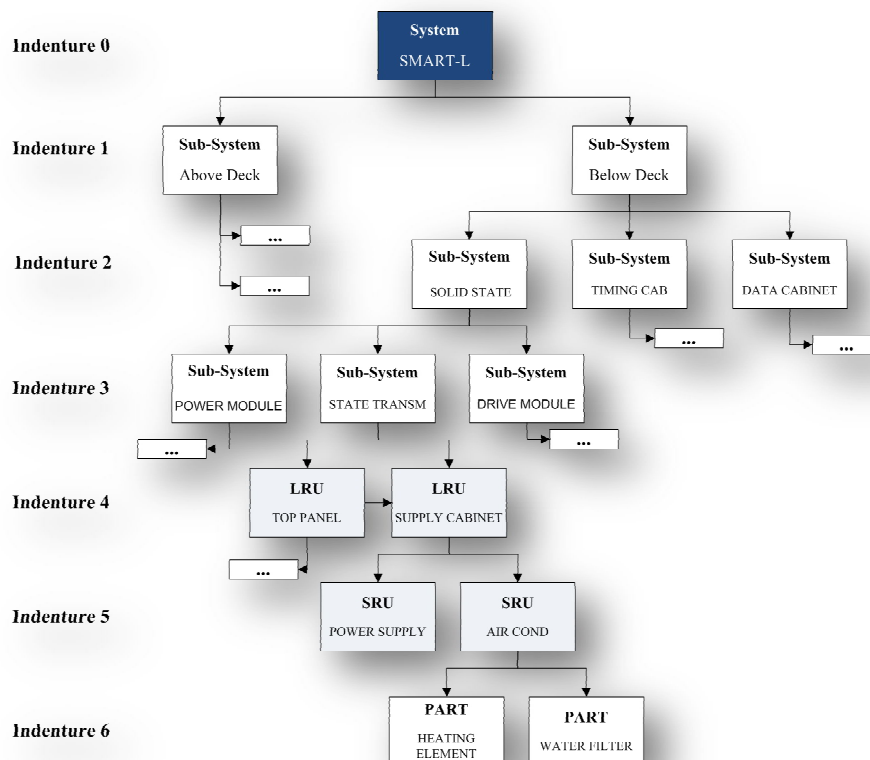 Indenture 0
System
SMART-L
Indenture 1
Sub-System
Above Deck
Sub-System
Below Deck
...
...
Indenture 2
Sub-System
SOLID STATE
Sub-System
TIMING CAB
Sub-System
DATA CABINET
...
...
Indenture 3
Sub-System
POWER MODULE
Sub-System
STATE TRANSM
Sub-System
DRIVE MODULE
...
...
Indenture 4
LRU
TOP PANEL
LRU
SUPPLY CABINET
...
Indenture 5
SRU
POWER SUPPLY
SRU
AIR COND
Indenture 6
PART
HEATING
ELEMENT
PART
WATER FILTER